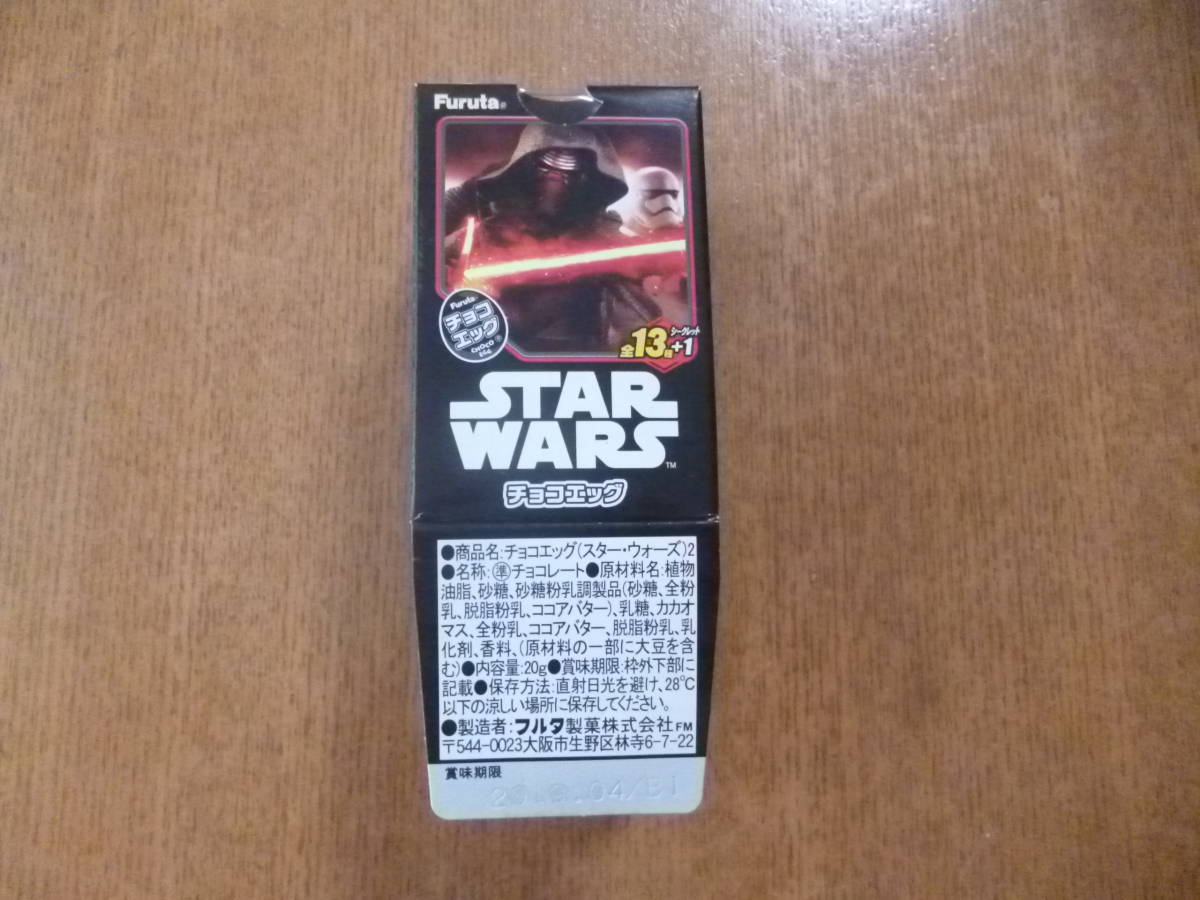 Furuta®
Furuta®
チョコ
エッグ®
CHOCO
EGG
シークレット
全13種+1
STAR
WARS™
チョコエッグ
●商品名:チョコエッグ(スター・ウォーズ)2
●名称:㊜チョコレート●原材料名:植物
油脂、砂糖、砂糖粉乳調製品(砂糖、全粉
乳、脱脂粉乳、ココアバター)、乳糖、カカオ
マス、全粉乳、ココアバター、脱脂粉乳、乳
化剤、香料、(原材料の一部に大豆を含
む)●内容量:20g●賞味期限:枠外下部に
記載●保存方法:直射日光を避け、28℃
以下の涼しい場所に保存してください。
●製造者:フルタ製菓株式会社FM
〒544-0023大阪市生野区林寺6-7-22
賞味期限